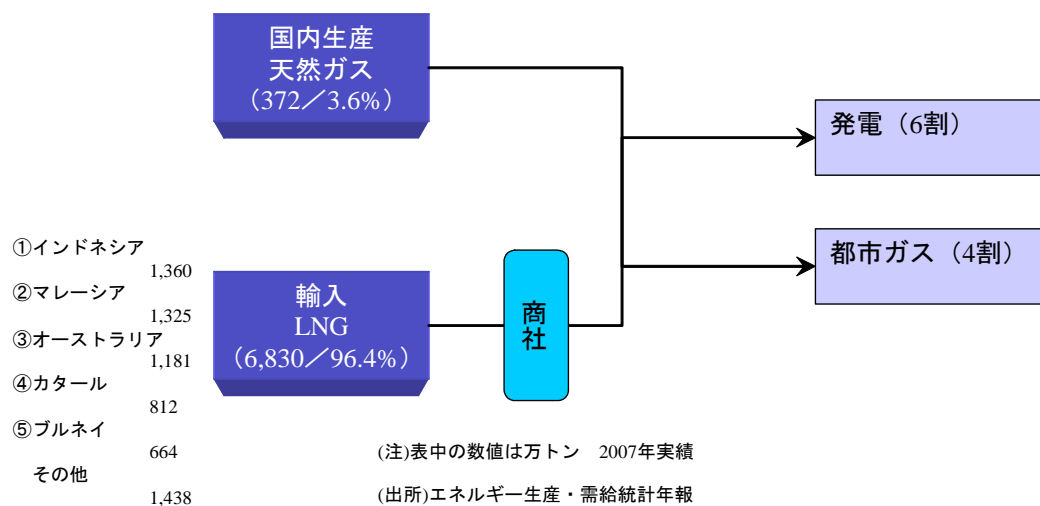 国内生産
天然ガス
（372／3.6%）
発電（6割）
①インドネシア
1,360
②マレーシア
1,325
③オーストラリア
1,181
④カタール
812
⑤ブルネイ
664
その他
1,438
輸入
LNG
（6,830／96.4%）
商
社
都市ガス（4割）
(注)表中の数値は万トン　2007年実績
(出所)エネルギー生産・需給統計年報